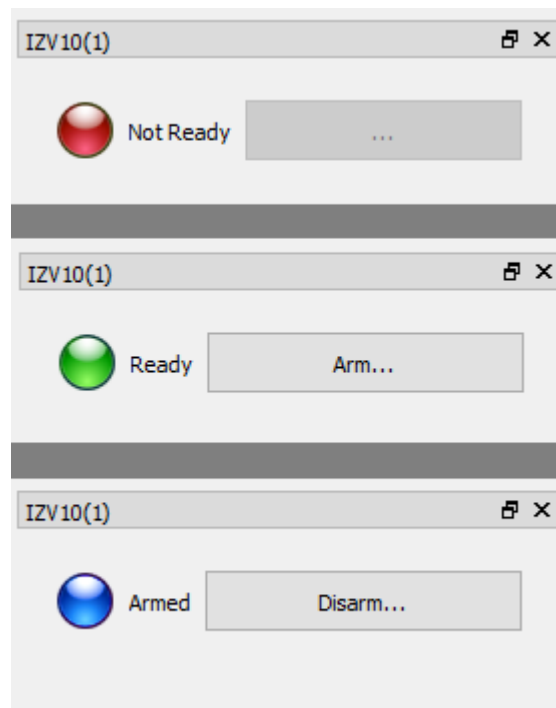 IZV10(1)
Not Ready ...
IZV10(1)
Ready Arm...
IZV10(1)
Armed Disarm...